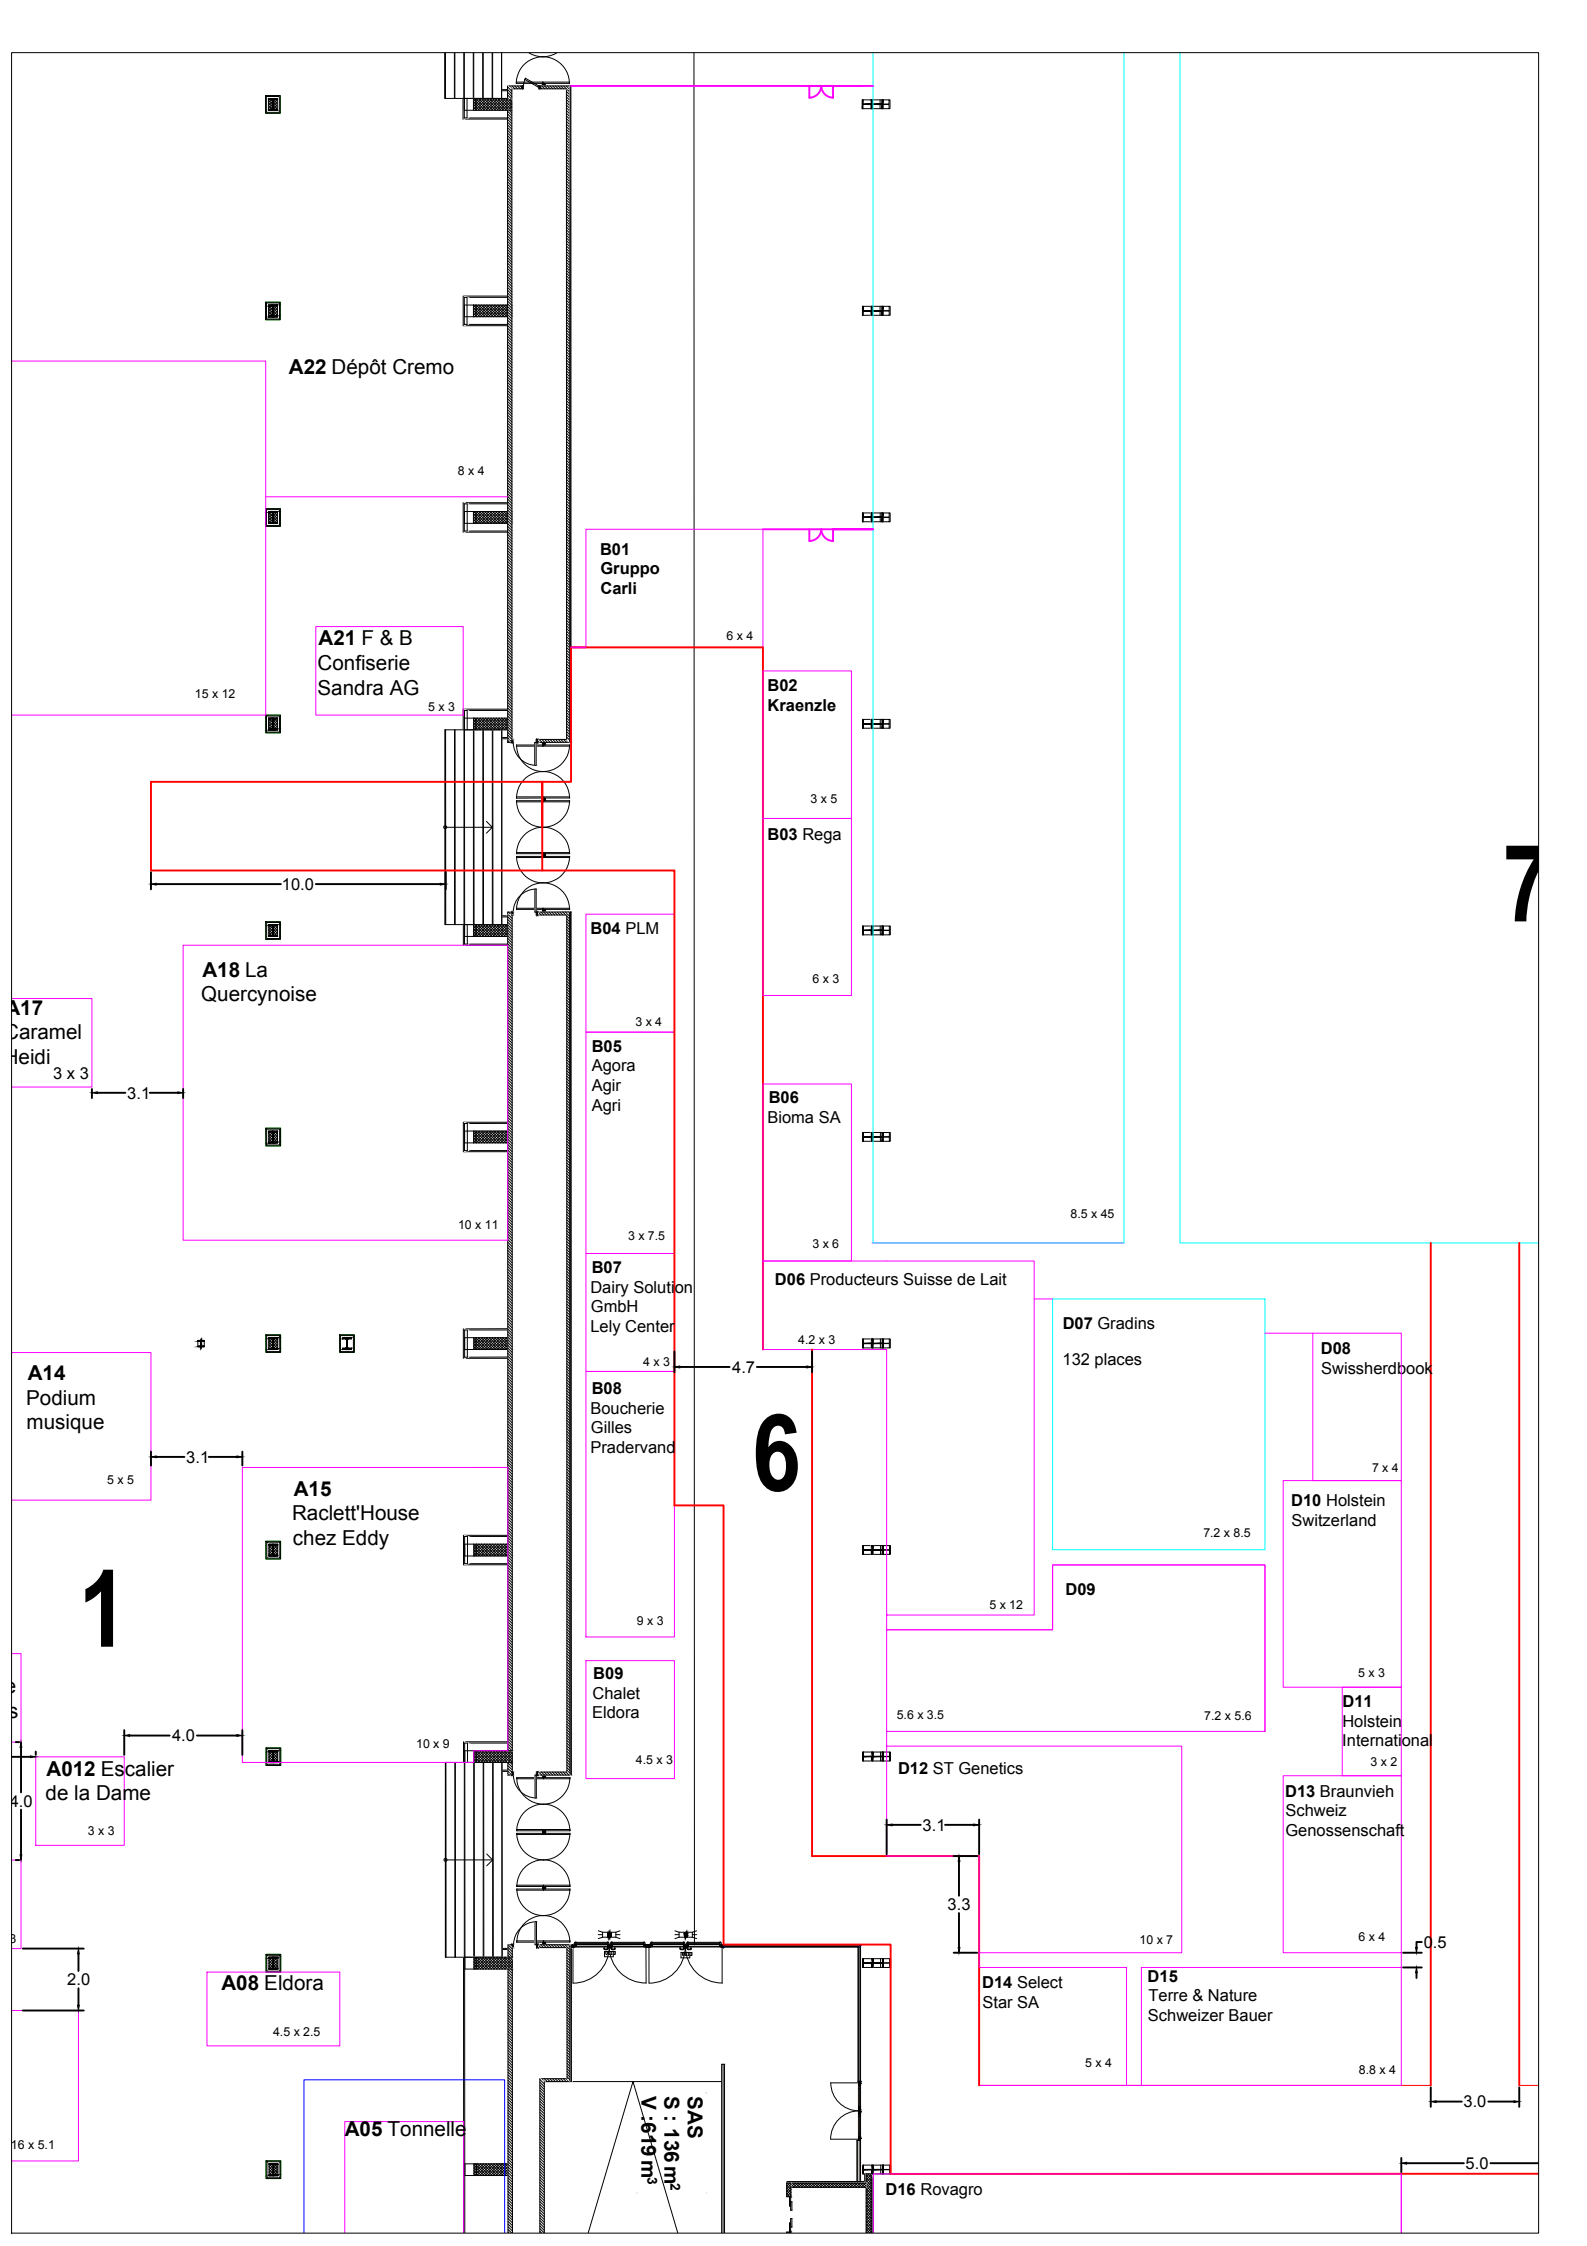 A22 Dépôt Cremo
8 x 4
B01
Gruppo
Carli
6 x 4
A21 F & B
Confiserie
Sandra AG
5 x 3
15 x 12
B02
Kraenzle
3 x 5
B03 Rega
6 x 3
7
10.0
B04 PLM
3 x 4
A18 La
Quercynoise
10 x 11
A17
Caramel
Heidi
3 x 3
3.1
B05
Agora
Agir
Agri
3 x 7.5
B06
Bioma SA
3 x 6
8.5 x 45
B07
Dairy Solution
GmbH
Lely Center
4 x 3
D06 Producteurs Suisse de Lait
4.2 x 3
5 x 12
D07 Gradins
132 places
7.2 x 8.5
D08
Swissherdbook
7 x 4
4.7
A14
Podium
musique
5 x 5
3.1
B08
Boucherie
Gilles
Pradervand
9 x 3
6
A15
Raclett'House
chez Eddy
10 x 9
D10 Holstein
Switzerland
5 x 3
1
D09
5.6 x 3.5
7.2 x 5.6
B09
Chalet
Eldora
4.5 x 3
D11
Holstein
International
3 x 2
4.0
A012 Escalier
de la Dame
3 x 3
4.0
D12 ST Genetics
10 x 7
3.1
3.3
D13 Braunvieh
Schweiz
Genossenschaft
6 x 4
0.5
2.0
A08 Eldora
4.5 x 2.5
D14 Select
Star SA
5 x 4
D15
Terre & Nature
Schweizer Bauer
8.8 x 4
3.0
SAS
S : 136 m²
V :619 m³
A05 Tonnelle
16 x 5.1
5.0
D16 Rovagro